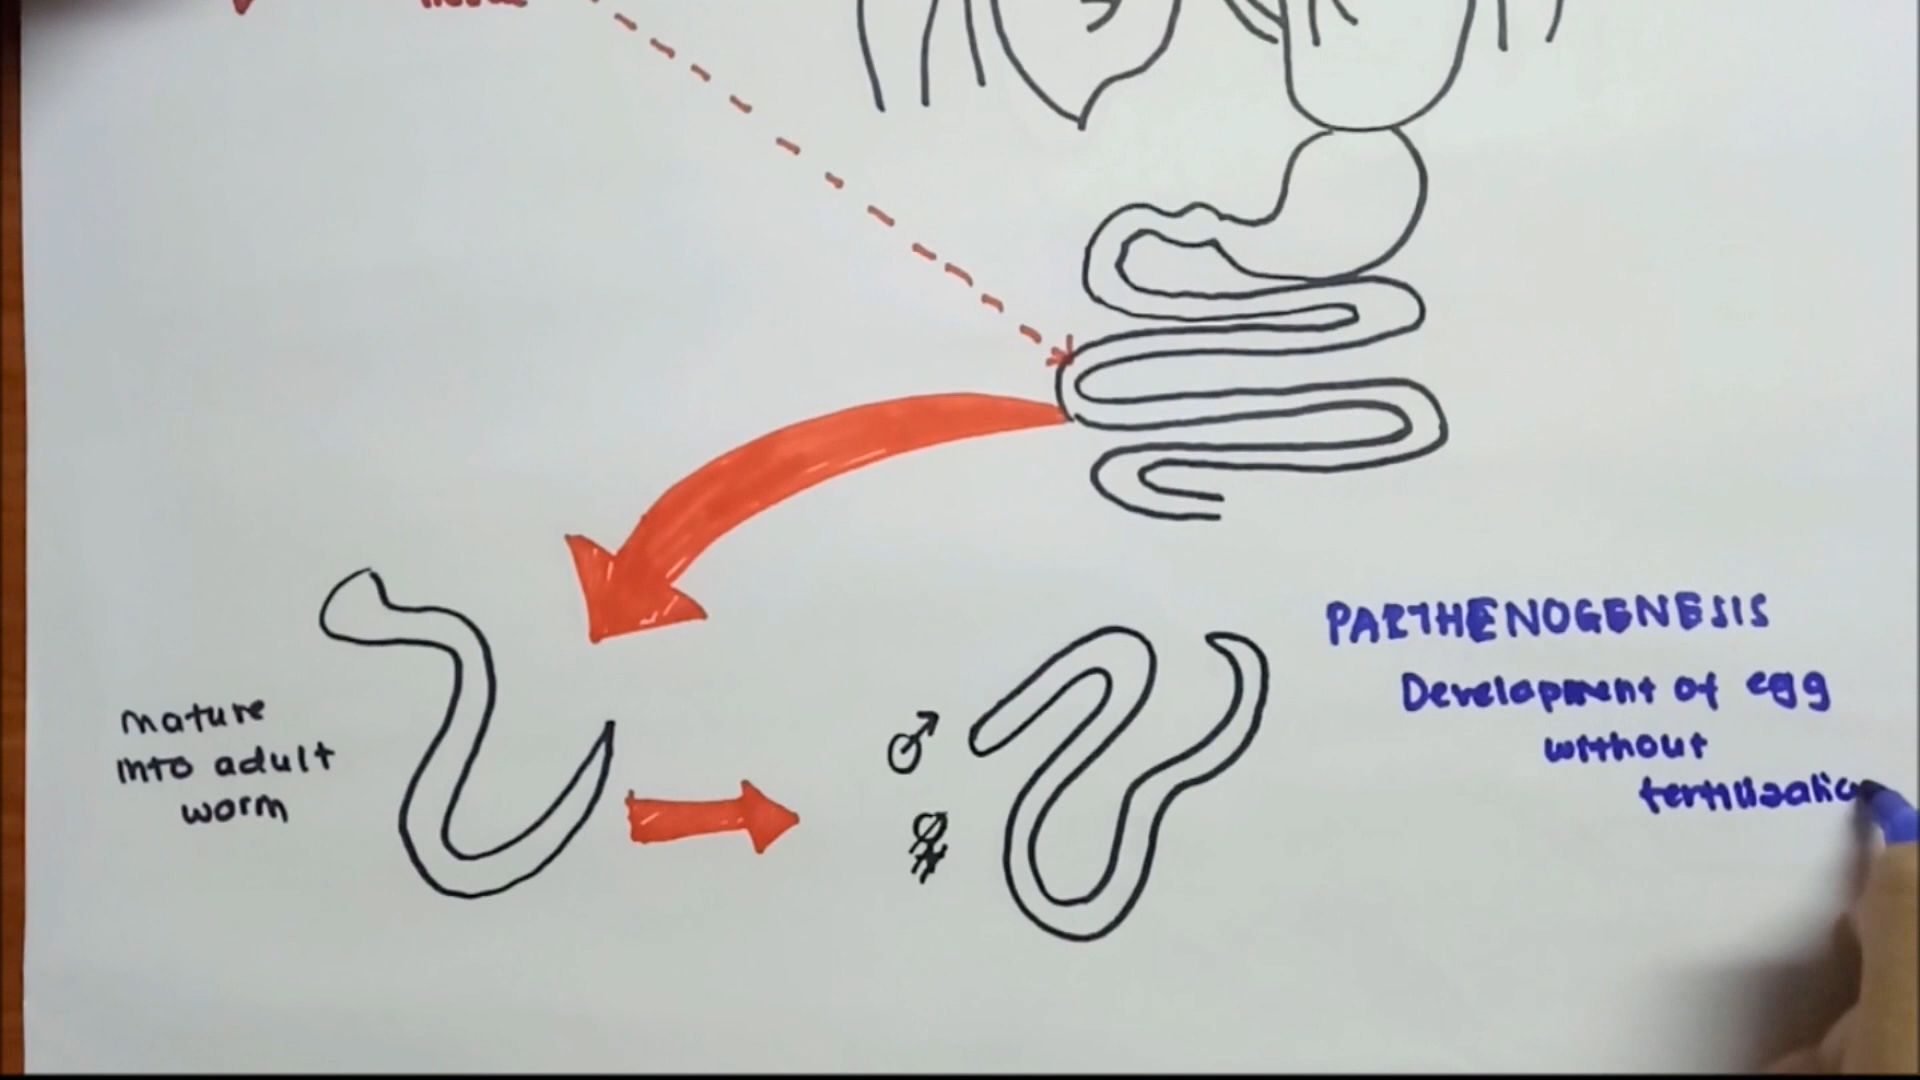 mature
into adult
worm
♂
PARTHENOGENESIS
Development of egg
without